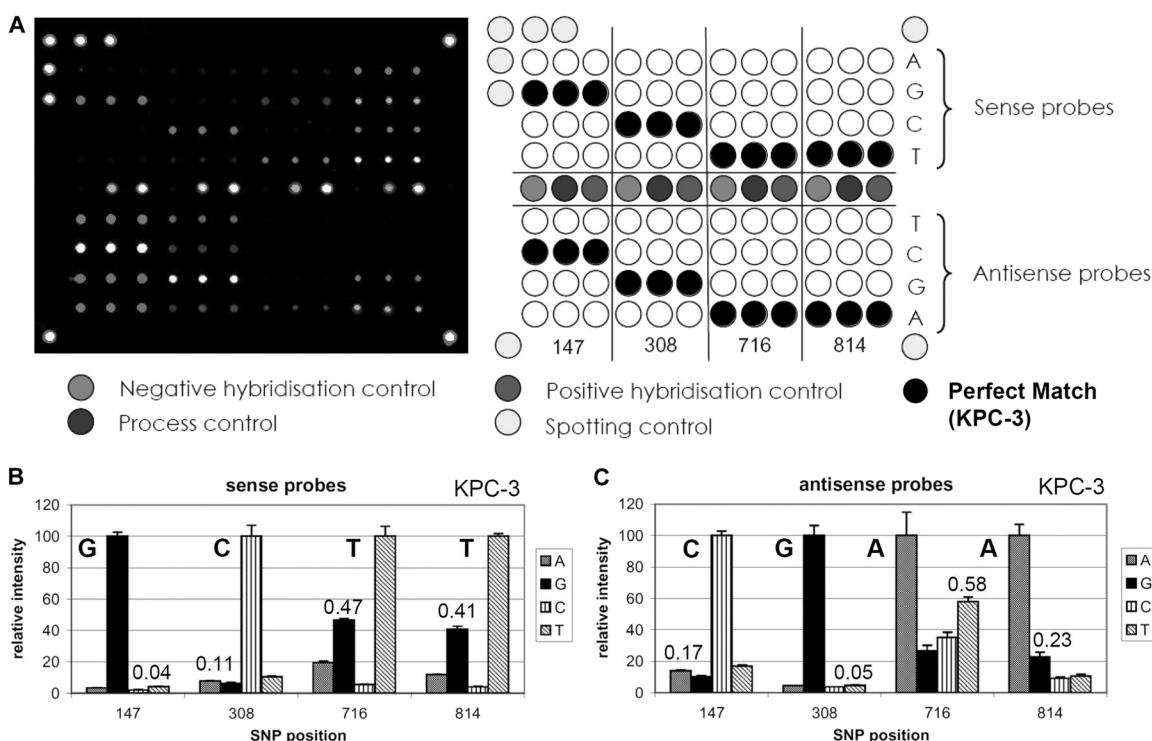 A
A
G
C
T
Sense probes
T
C
G
A
Antisense probes
147 308 716 814
Negative hybridisation control
Process control
Positive hybridisation control
Spotting control
Perfect Match
(KPC-3)
B
sense probes
KPC-3
relative intensity
120
100
80
60
40
20
0
G C T T
0.04 0.11 0.47 0.41
147 308 716 814
SNP position
A
G
C
T
C
antisense probes
KPC-3
relative intensity
120
100
80
60
40
20
0
C G A A
0.17 0.05 0.58 0.23
147 308 716 814
SNP position
A
G
C
T